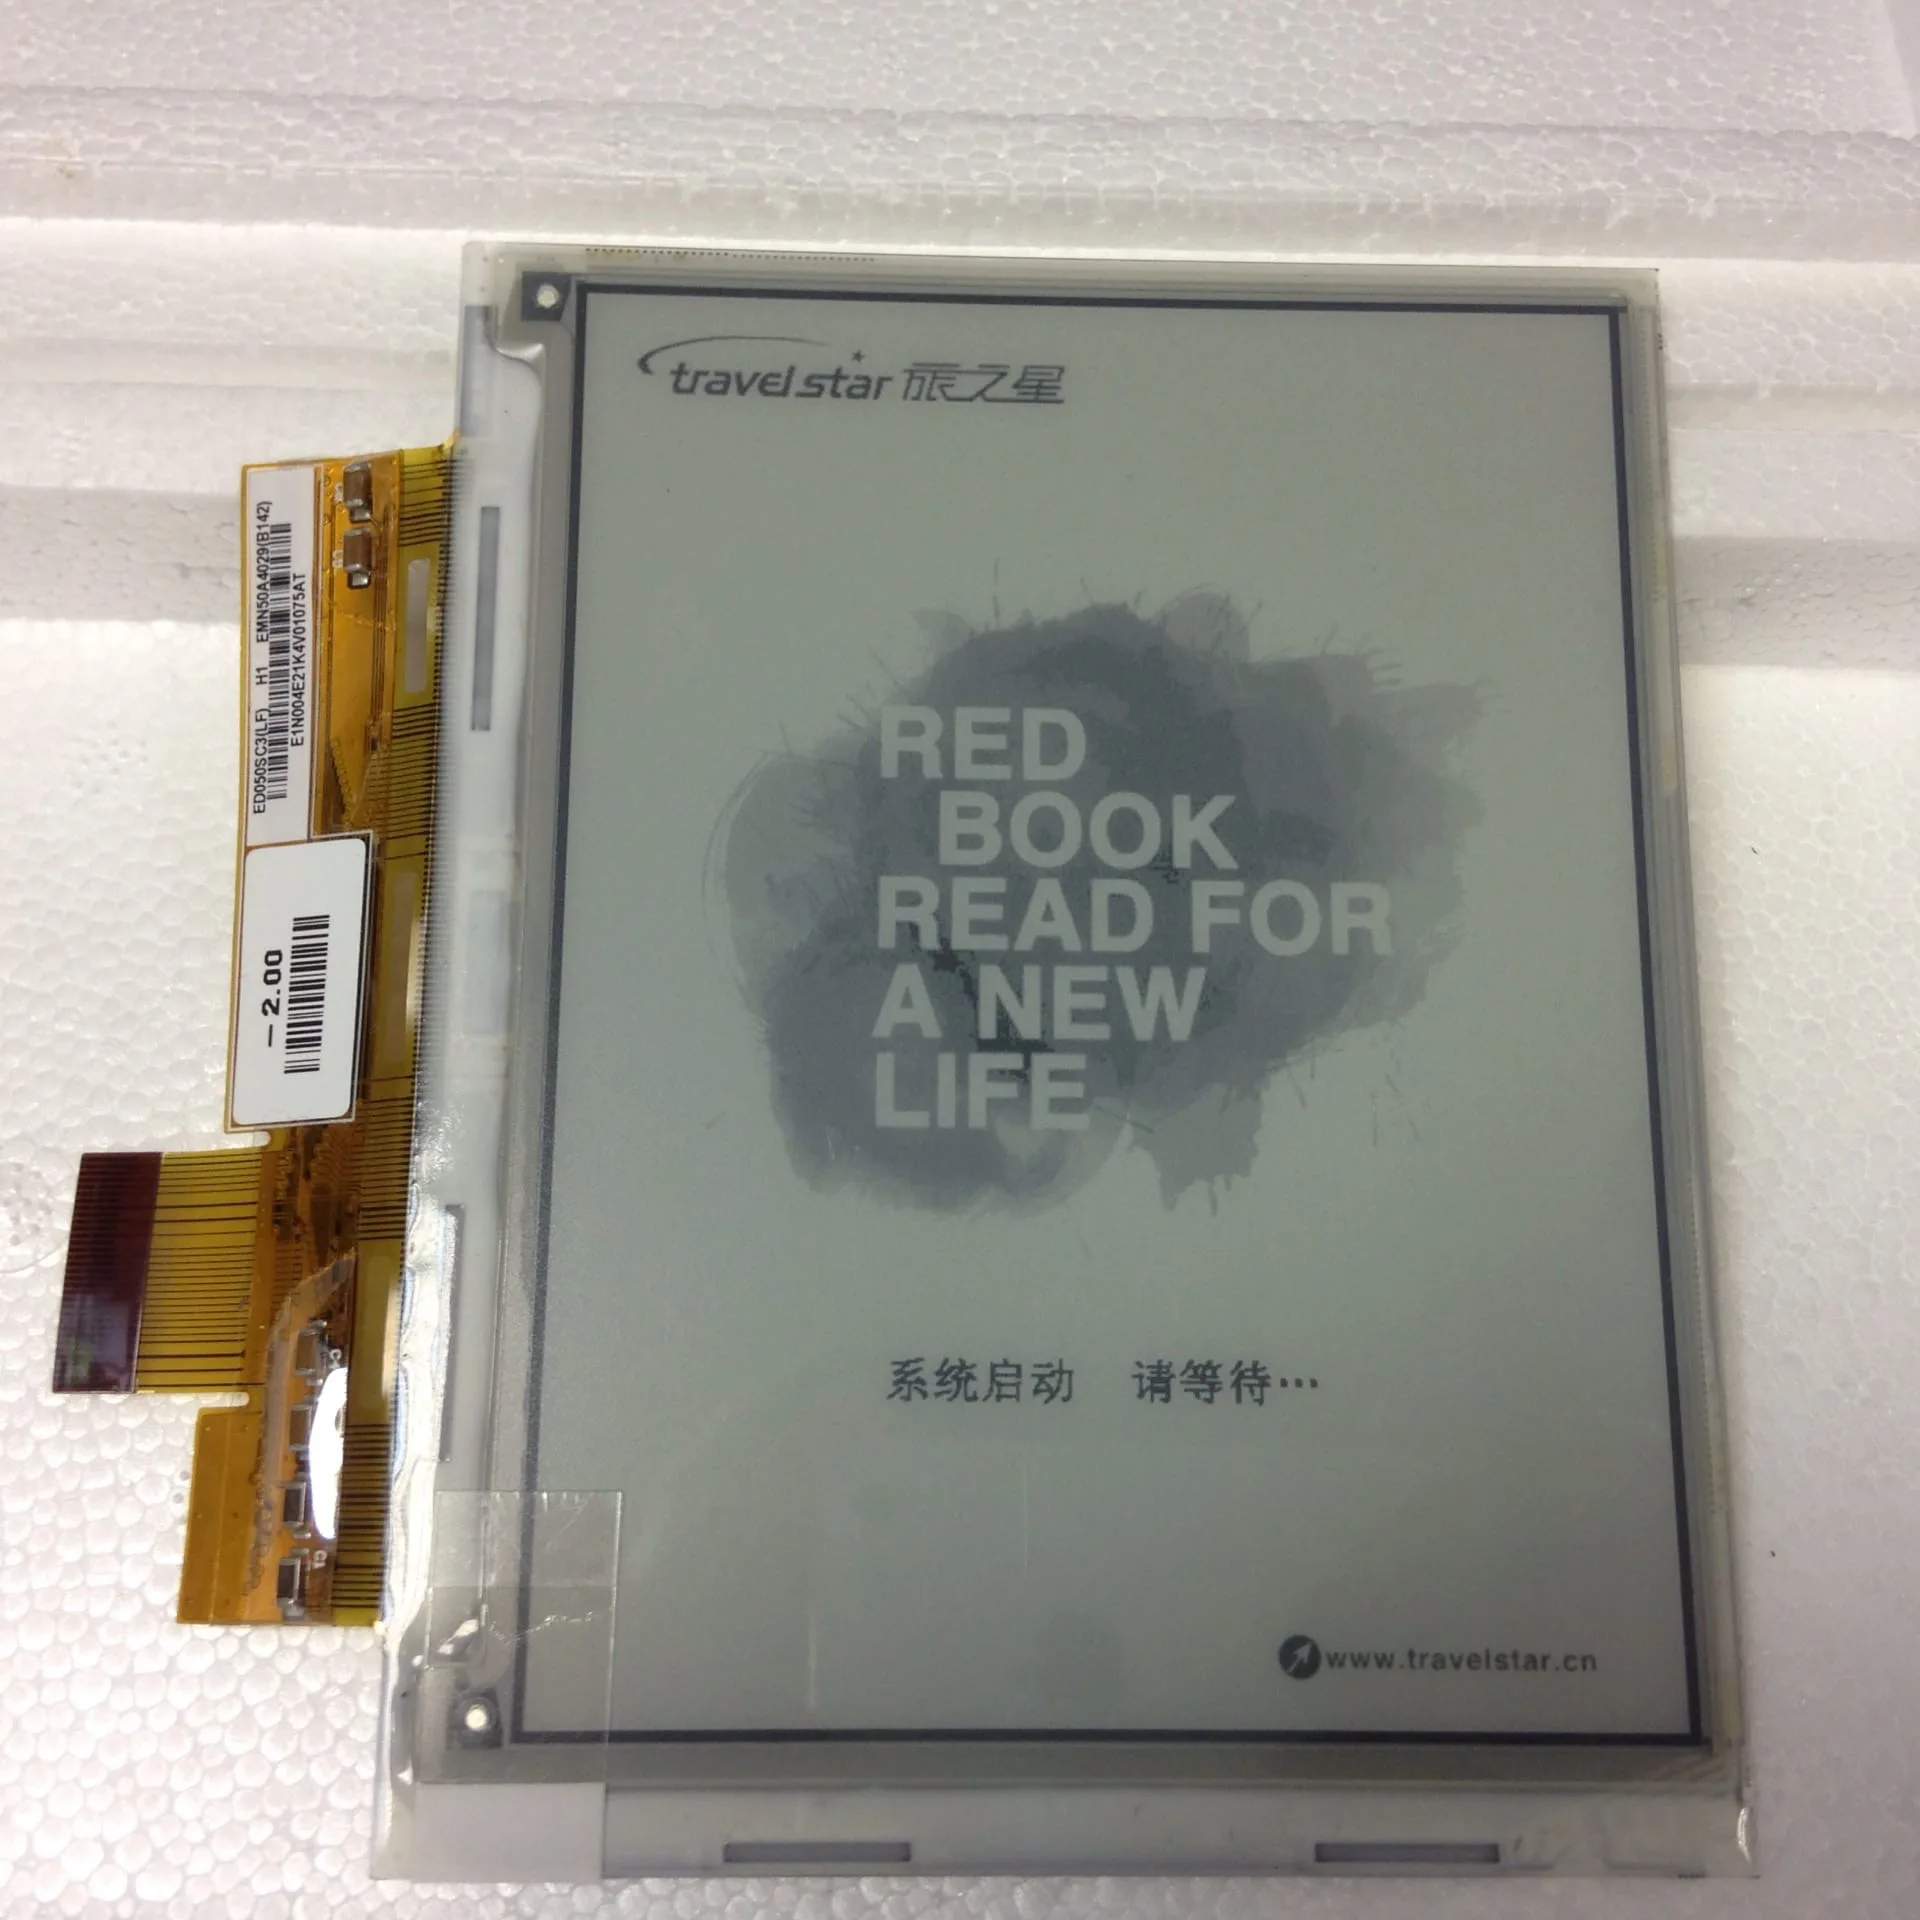 travel star 旅之星
RED
BOOK
READ FOR
A NEW
LIFE
系统启动 请等待…
www.travelstar.cn
ED050SC3(LF) H1 EMN50A4029(B142)
E1N004E21K4V01075AT
-2.00
C1